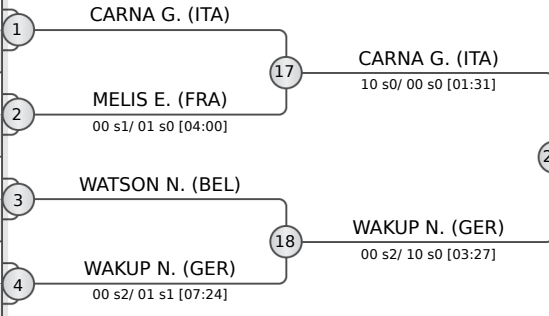 CARNA G. (ITA)
1
17
CARNA G. (ITA)
10 s0/ 00 s0 [01:31]
MELIS E. (FRA)
2
00 s1/ 01 s0 [04:00]
WATSON N. (BEL)
3
18
WAKUP N. (GER)
00 s2/ 10 s0 [03:27]
WAKUP N. (GER)
4
00 s2/ 01 s1 [07:24]